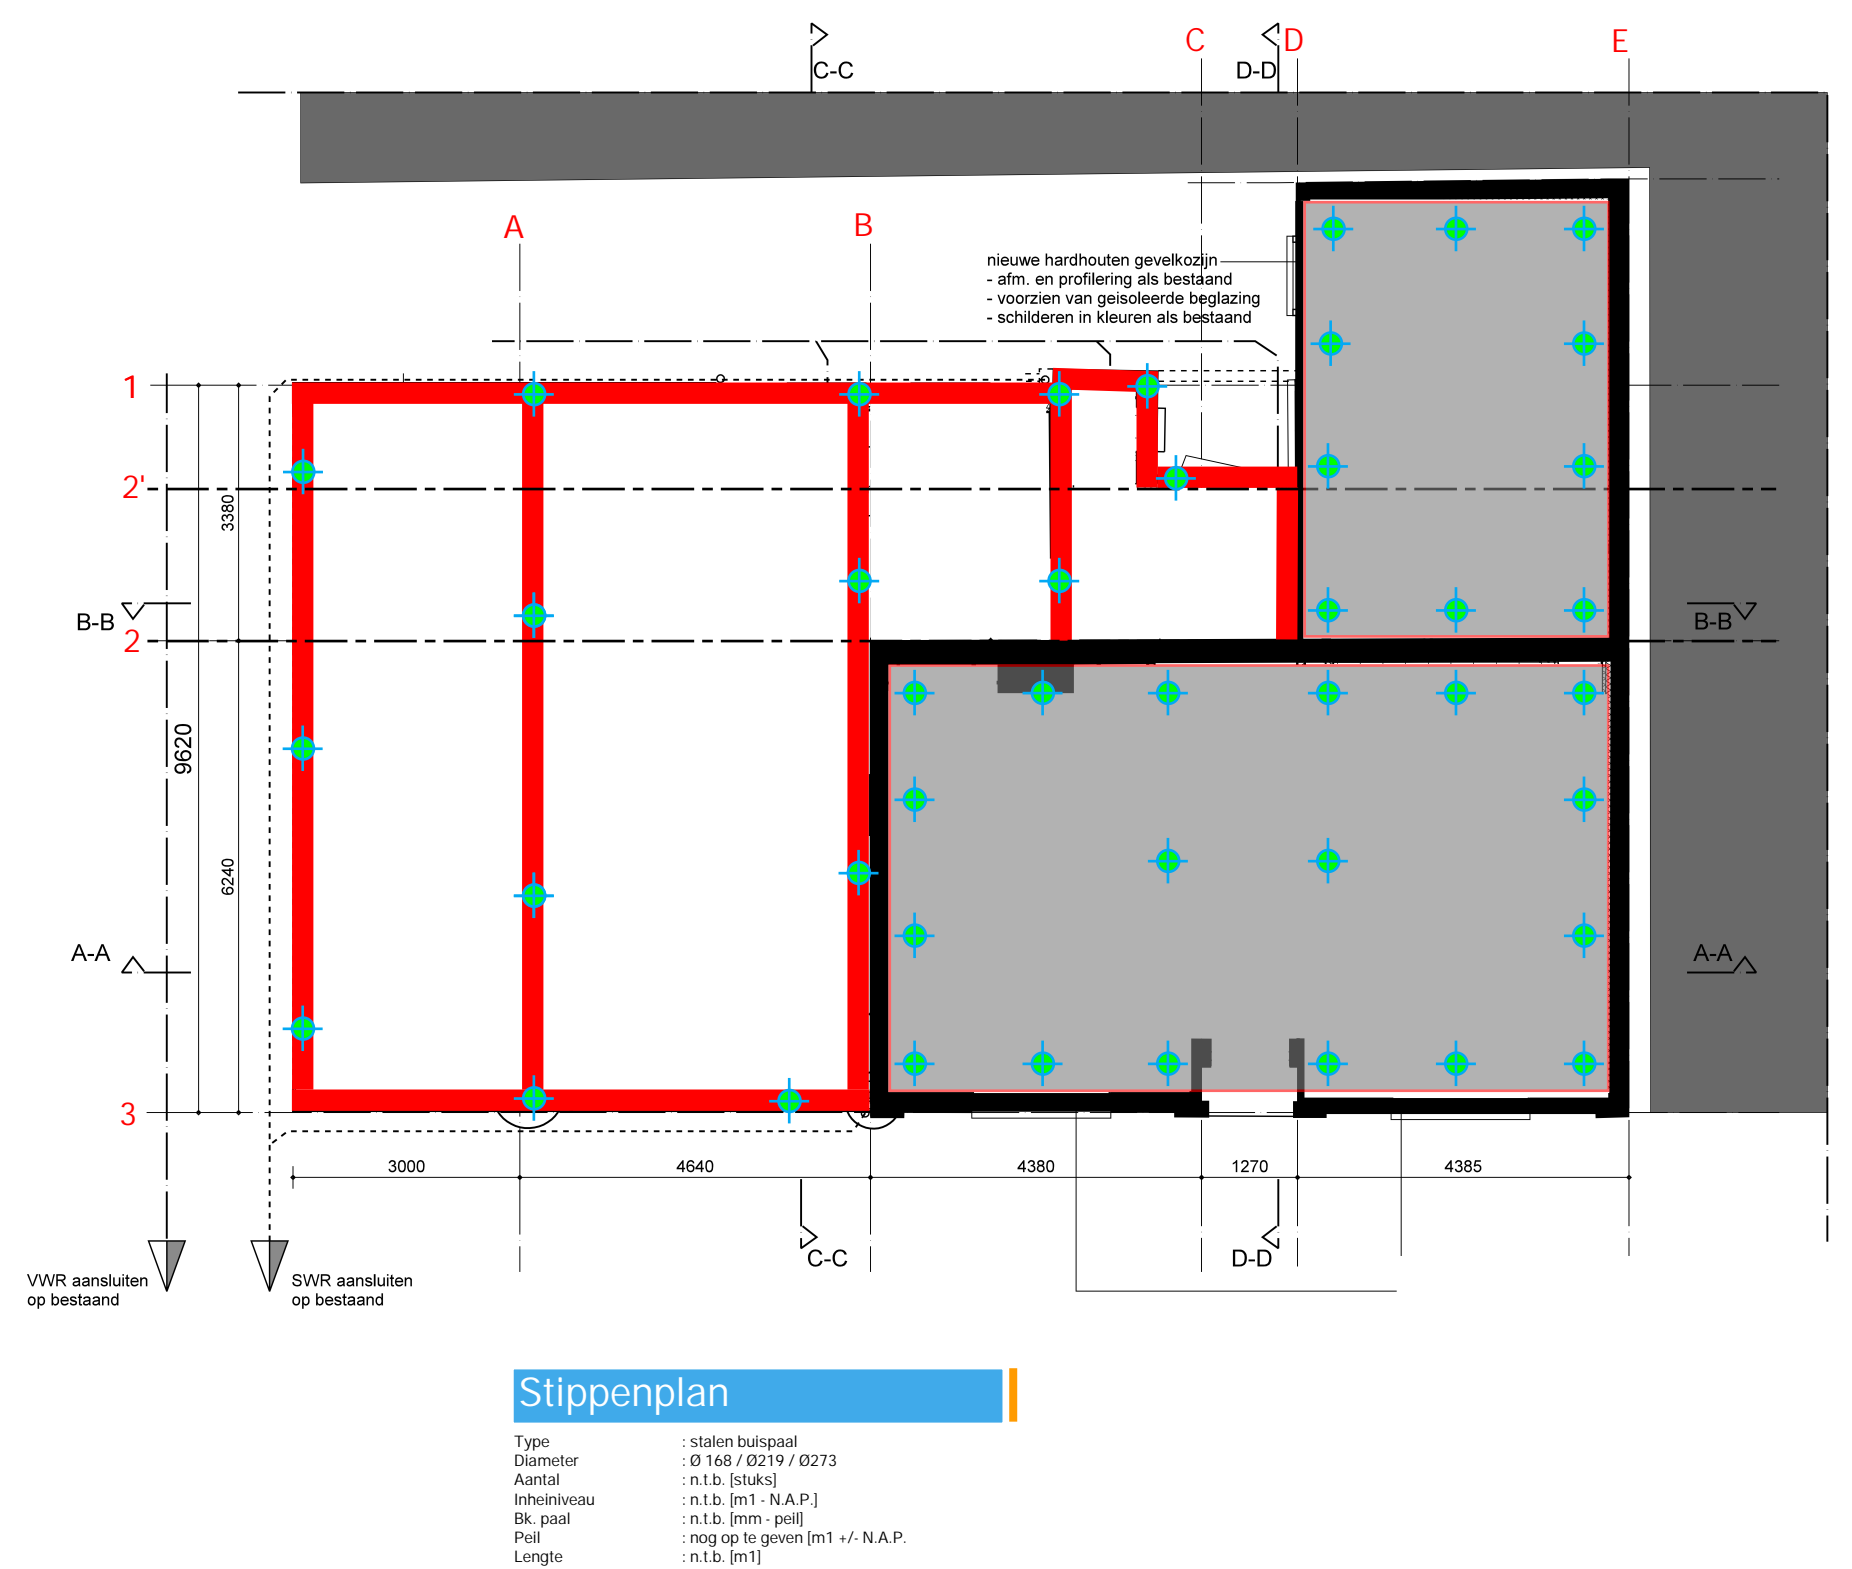 C
D
E
C-C
D-D
A
B
nieuwe hardhouten gevelkozijn
- afm. en profilering als bestaand
- voorzien van geisoleerde beglazing
- schilderen in kleuren als bestaand
1
2'
3380
B-B
B-B
2
9620
6240
A-A
A-A
3
3000
4640
4380
1270
4385
C-C
D-D
VWR aansluiten
op bestaand
SWR aansluiten
op bestaand
Stippenplan
Type : stalen buispaal
Diameter : Ø 168 / Ø219 / Ø273
Aantal : n.t.b. [stuks]
Inheiniveau : n.t.b. [m1 - N.A.P.]
Bk. paal : n.t.b. [mm - peil]
Peil : nog op te geven [m1 +/- N.A.P.
Lengte : n.t.b. [m1]